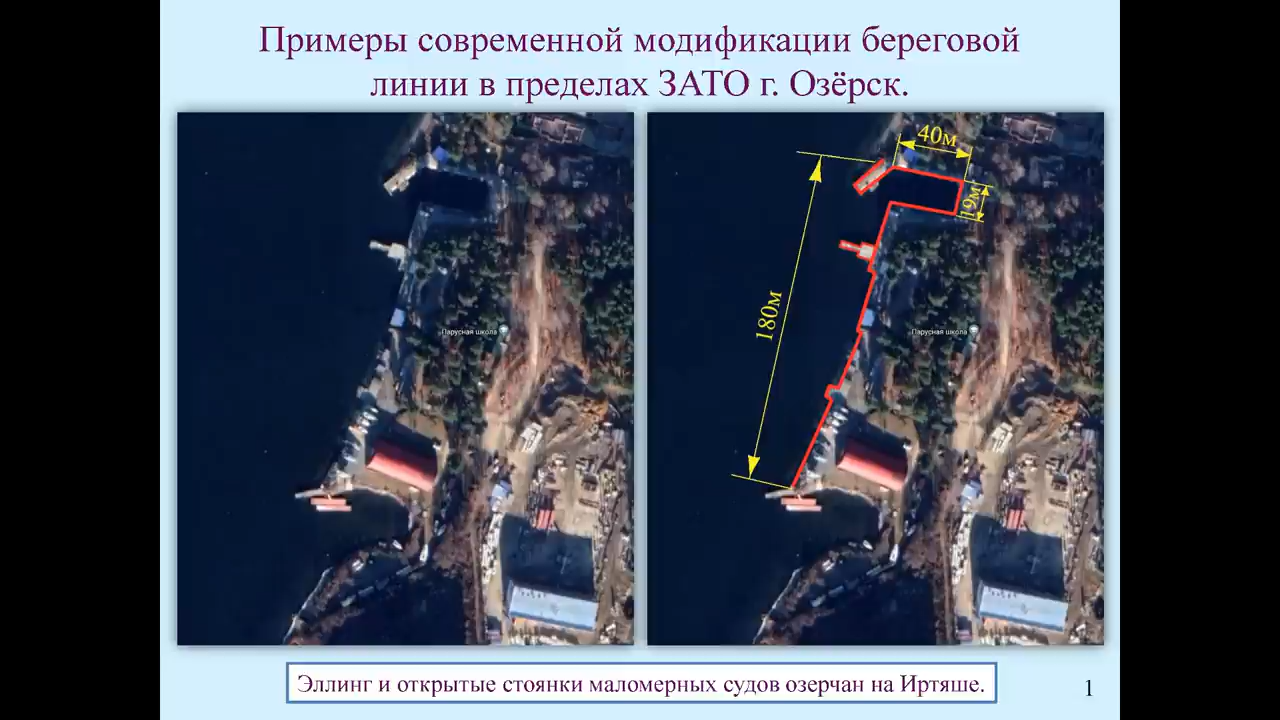 Примеры современной модификации береговой
линии в пределах ЗАТО г. Озёрск.
Парусная школа
40м
19м
180м
Парусная школа
Эллинг и открытые стоянки маломерных судов озерчан на Иртяше.
1